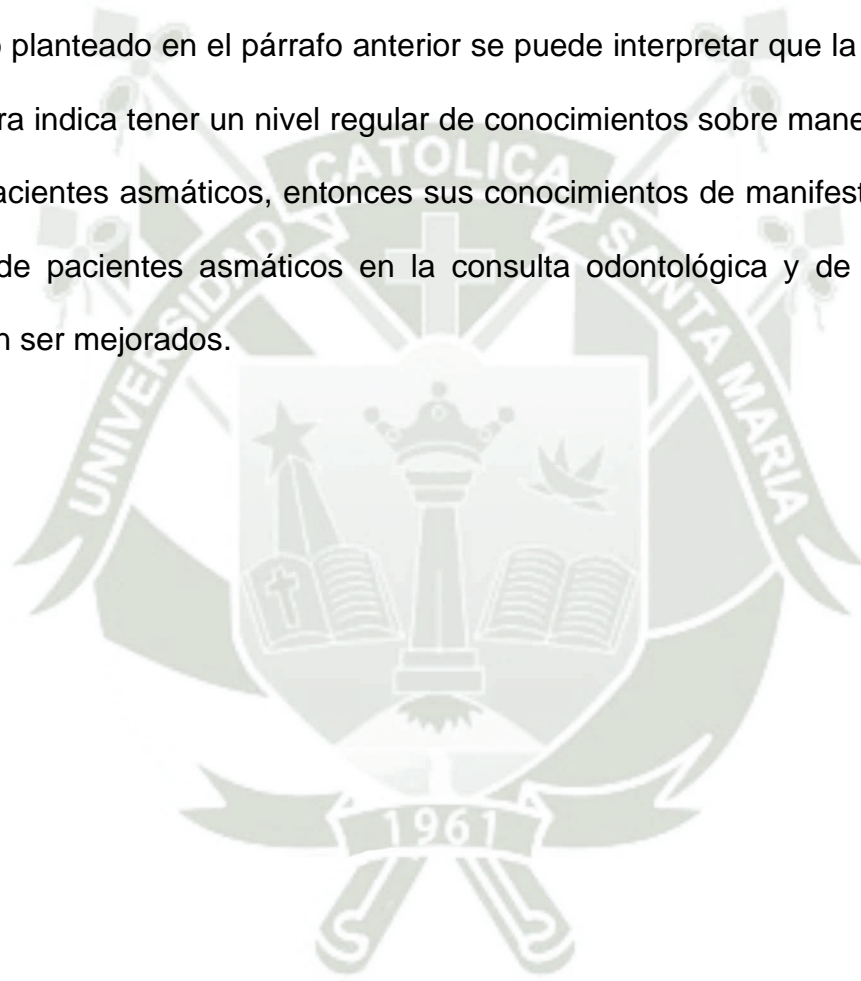 planteado en el párrafo anterior se puede interpretar que la
ra indica tener un nivel regular de conocimientos sobre mane
acientes asmáticos, entonces sus conocimientos de manifest
de pacientes asmáticos en la consulta odontológica y de
n ser mejorados.
UNIVERSIDAD CATOLICA SANTA MARIA
1961